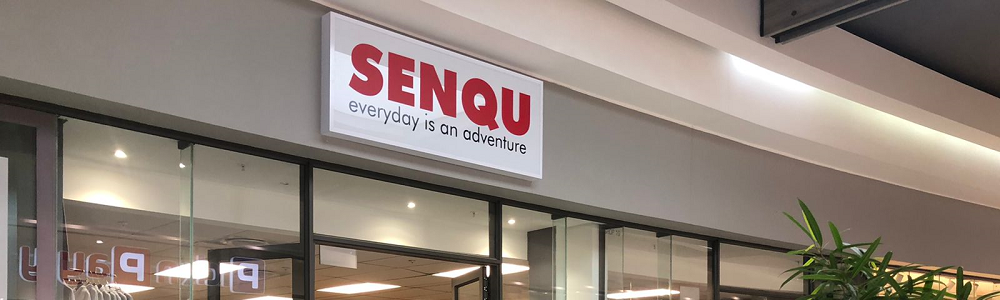 SENQU
everyday is an adventure